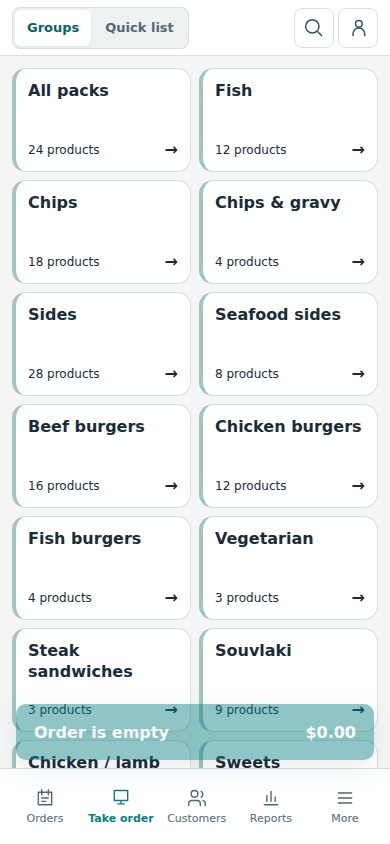 Groups Quick list
All packs
24 products →
Fish
12 products →
Chips
18 products →
Chips & gravy
4 products →
Sides
28 products →
Seafood sides
8 products →
Beef burgers
16 products →
Chicken burgers
12 products →
Fish burgers
4 products →
Vegetarian
3 products →
Steak
sandwiches
3 products →
Souvlaki
9 products →
Order is empty $0.00
Chicken / lamb
Sweets
Orders Take order Customers Reports More